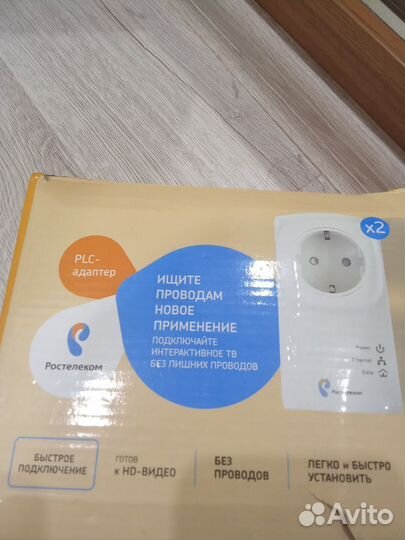 PLC-
адаптер
Ростелеком
ИЩИТЕ
ПРОВОДАМ
НОВОЕ
ПРИМЕНЕНИЕ
ПОДКЛЮЧАЙТЕ
ИНТЕРАКТИВНОЕ ТВ
БЕЗ ЛИШНИХ ПРОВОДОВ
x2
Power
Ethernet
Data
Ростелеком
БЫСТРОЕ
ПОДКЛЮЧЕНИЕ
ГОТОВ
К HD-ВИДЕО
БЕЗ
ПРОВОДОВ
ЛЕГКО И БЫСТРО
УСТАНОВИТЬ
Avito